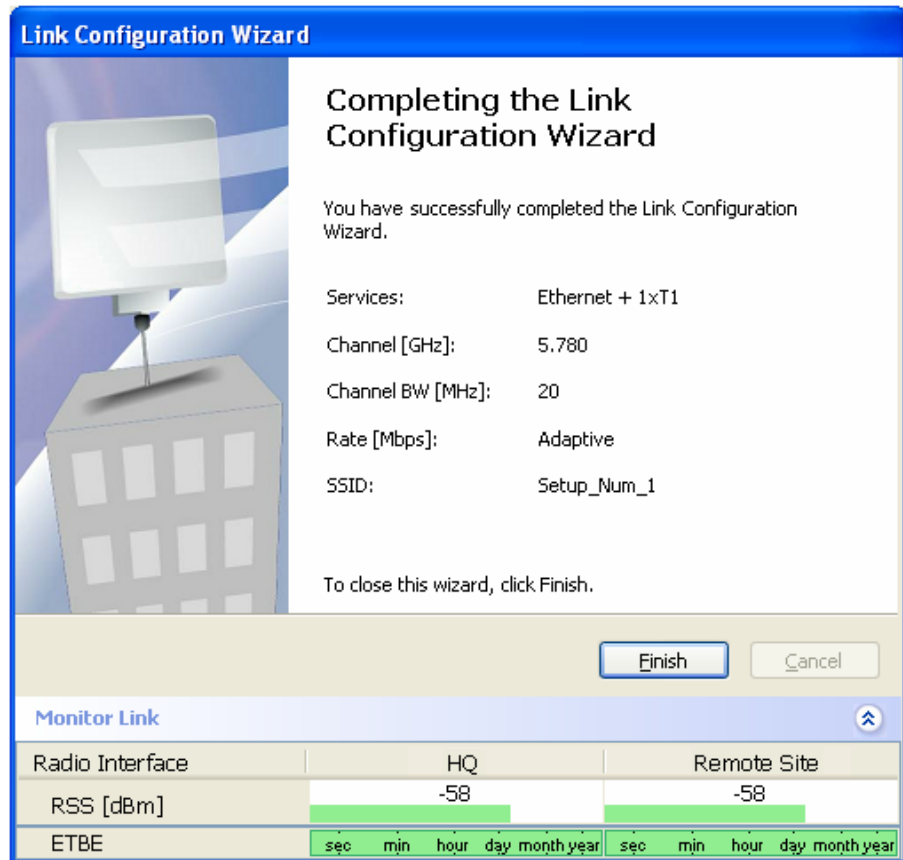 Link Configuration Wizard
Completing the Link
Configuration Wizard
You have successfully completed the Link Configuration
Wizard.
Services: Ethernet + 1xT1
Channel [GHz]: 5.780
Channel BW [MHz]: 20
Rate [Mbps]: Adaptive
SSID: Setup_Num_1
To close this wizard, click Finish.
Finish Cancel
Monitor Link
Radio Interface HQ Remote Site
RSS [dBm] -58 -58
ETBE sec min hour day month year sec min hour day month year